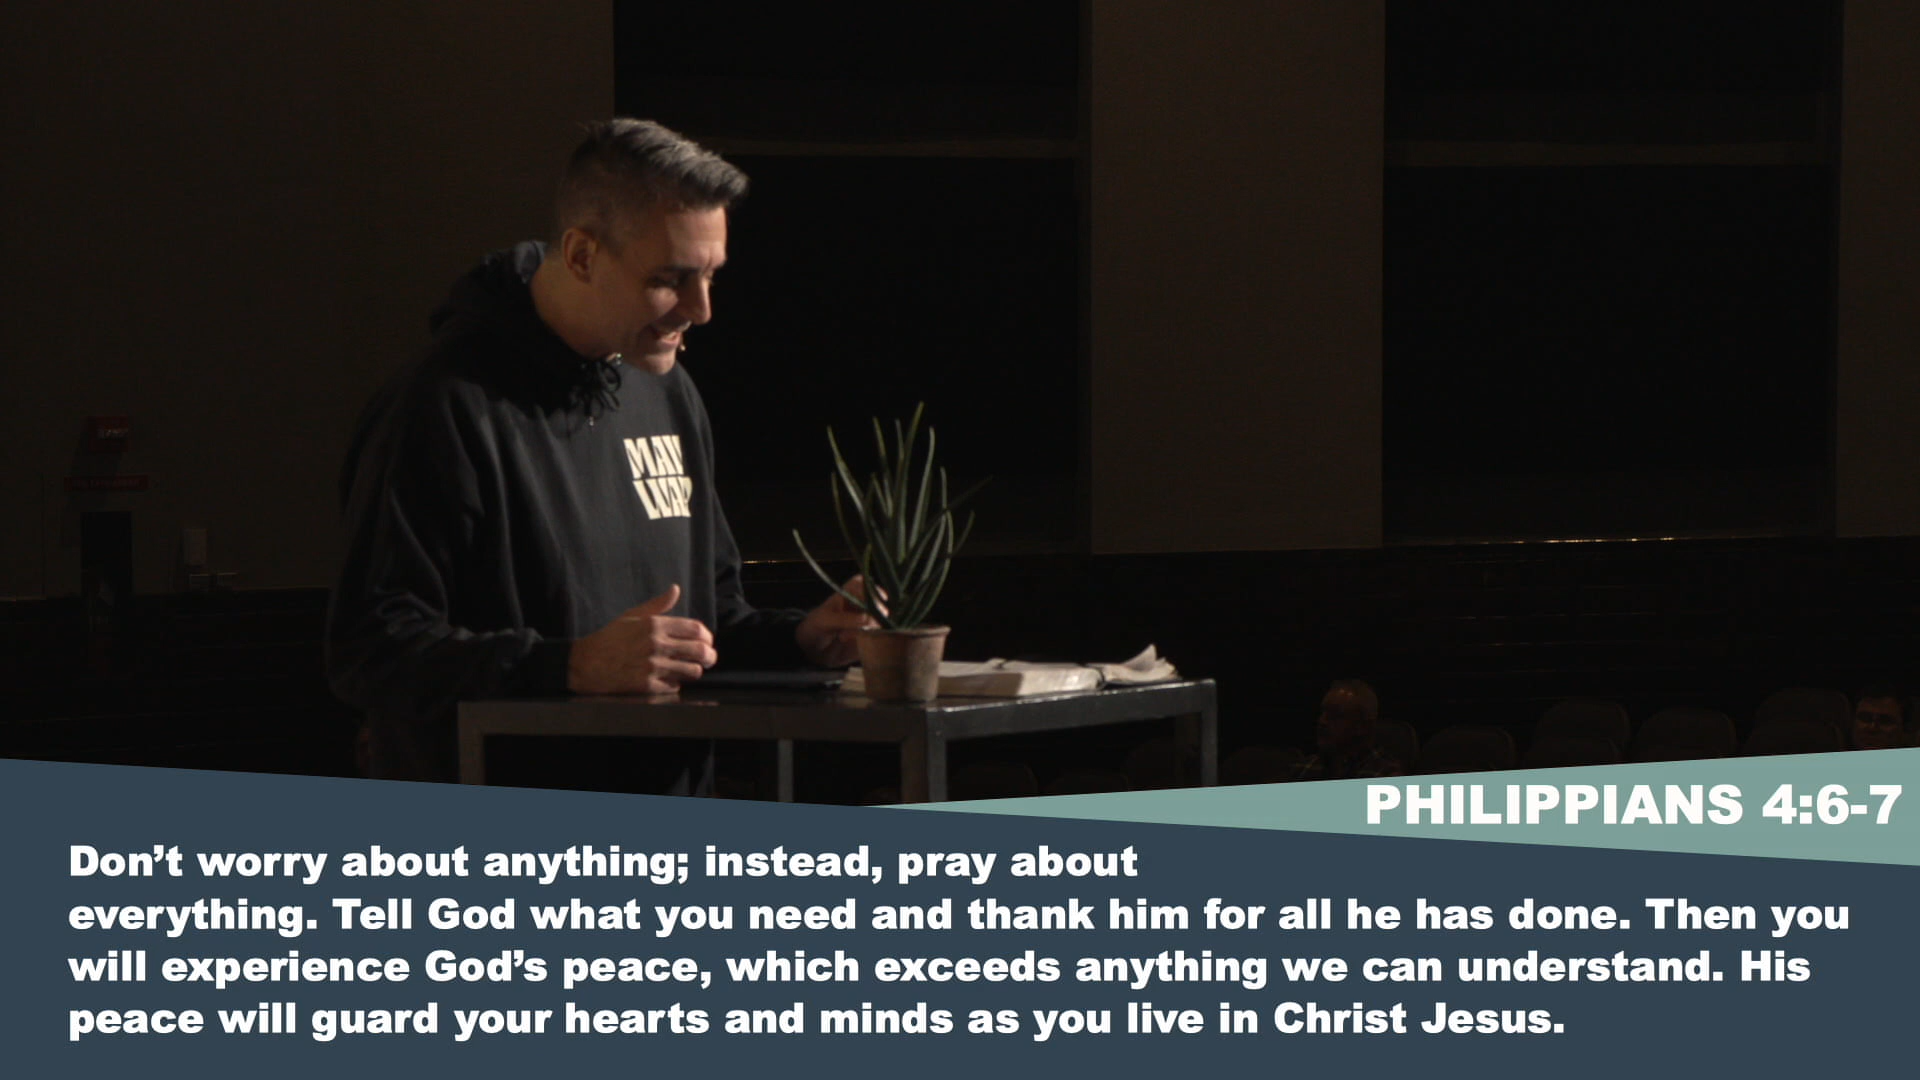 PHILIPPIANS 4:6-7
Don’t worry about anything; instead, pray about
everything. Tell God what you need and thank him for all he has done. Then you
will experience God’s peace, which exceeds anything we can understand. His
peace will guard your hearts and minds as you live in Christ Jesus.